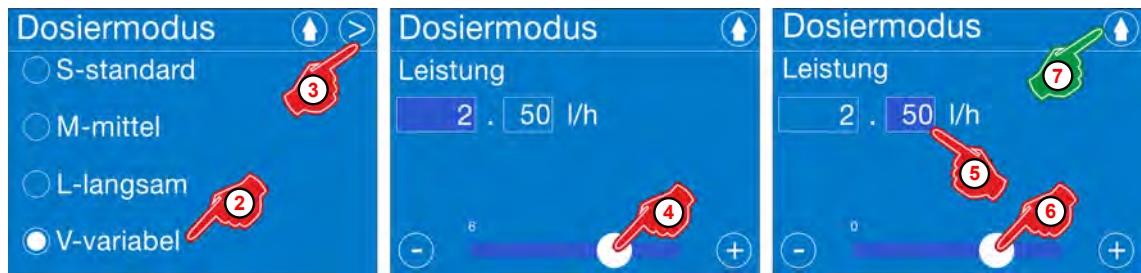 Dosiermodus >
3
S-standard
M-mittel
L-langsam
2
V-variabel
Dosiermodus
Leistung
2 . 50 l/h
4
6
- +
Dosiermodus
7
Leistung
2 . 50 l/h
5
6
0
- +